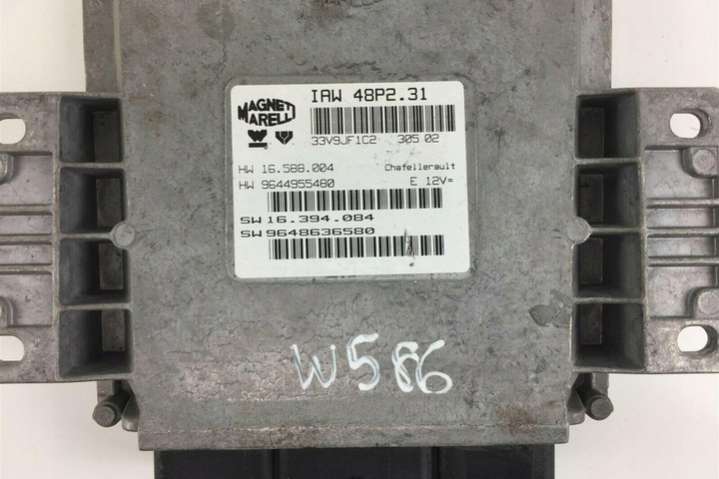 MAGNETI
MARELLI
IAW 48P2.31
33V9JF1C2 305 02
HW 16.588.004 Chafellerault
HW 9644955480 E 12V=
SW 16.394.084
SW 9648636580
W586